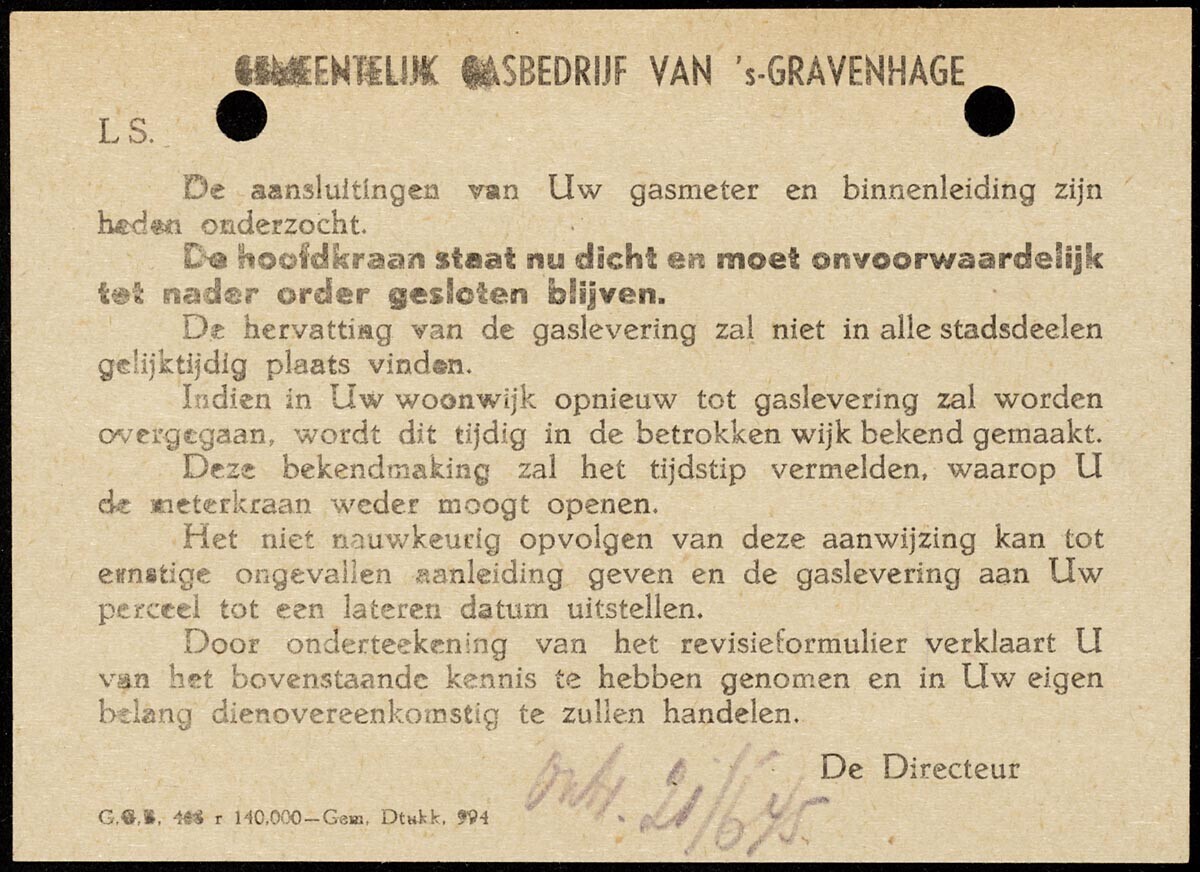 GEMEENTELIJK GASBEDRIJF VAN 's-GRAVENHAGE
L S.
De aansluitingen van Uw gasmeter en binnenleiding zijn
heden onderzocht.
De hoofdkraan staat nu dicht en moet onvoorwaardelijk
tot nader order gesloten blijven.
De hervatting van de gaslevering zal niet in alle stadsdeelen
gelijktijdig plaats vinden.
Indien in Uw woonwijk opnieuw tot gaslevering zal worden
overgegaan, wordt dit tijdig in de betrokken wijk bekend gemaakt.
Deze bekendmaking zal het tijdstip vermelden, waarop U
de meterkraan weder moogt openen.
Het niet nauwkeurig opvolgen van deze aanwijzing kan tot
ernstige ongevallen aanleiding geven en de gaslevering aan Uw
perceel tot een lateren datum uitstellen.
Door onderteekening van het revisieformulier verklaart U
van het bovenstaande kennis te hebben genomen en in Uw eigen
belang dienovereenkomstig te zullen handelen.
De Directeur
Ontv.
G.G.B. r 140,000—Gem. Drukk. 994